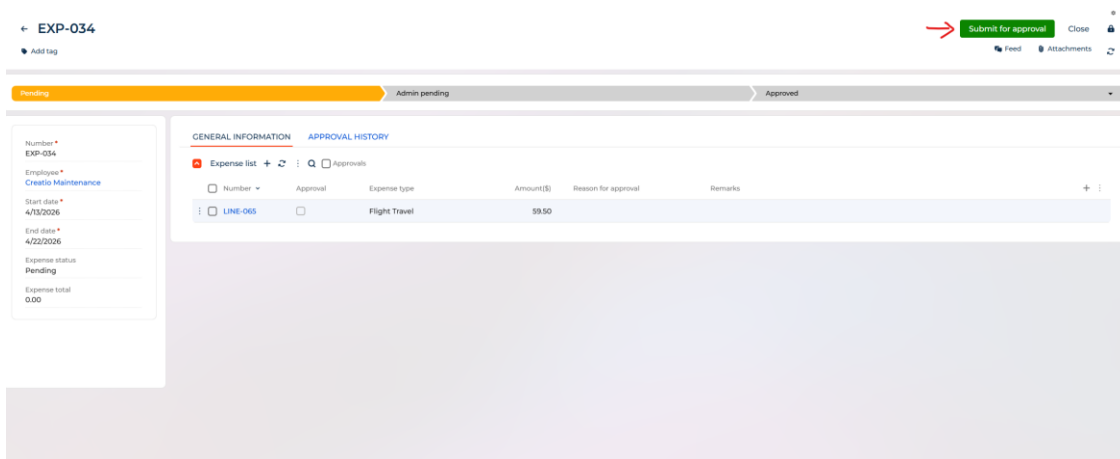 ← EXP-034
Submit for approval Close
Add tag
Feed Attachments
Pending Admin pending Approved
Number*
EXP-034
Employee*
Creatio Maintenance
Start date*
4/13/2026
End date*
4/22/2026
Expense status
Pending
Expense total
0.00
GENERAL INFORMATION APPROVAL HISTORY
Expense list Approvals
Number Approval Expense type Amount($) Reason for approval Remarks
LINE-065 Flight Travel 59.50